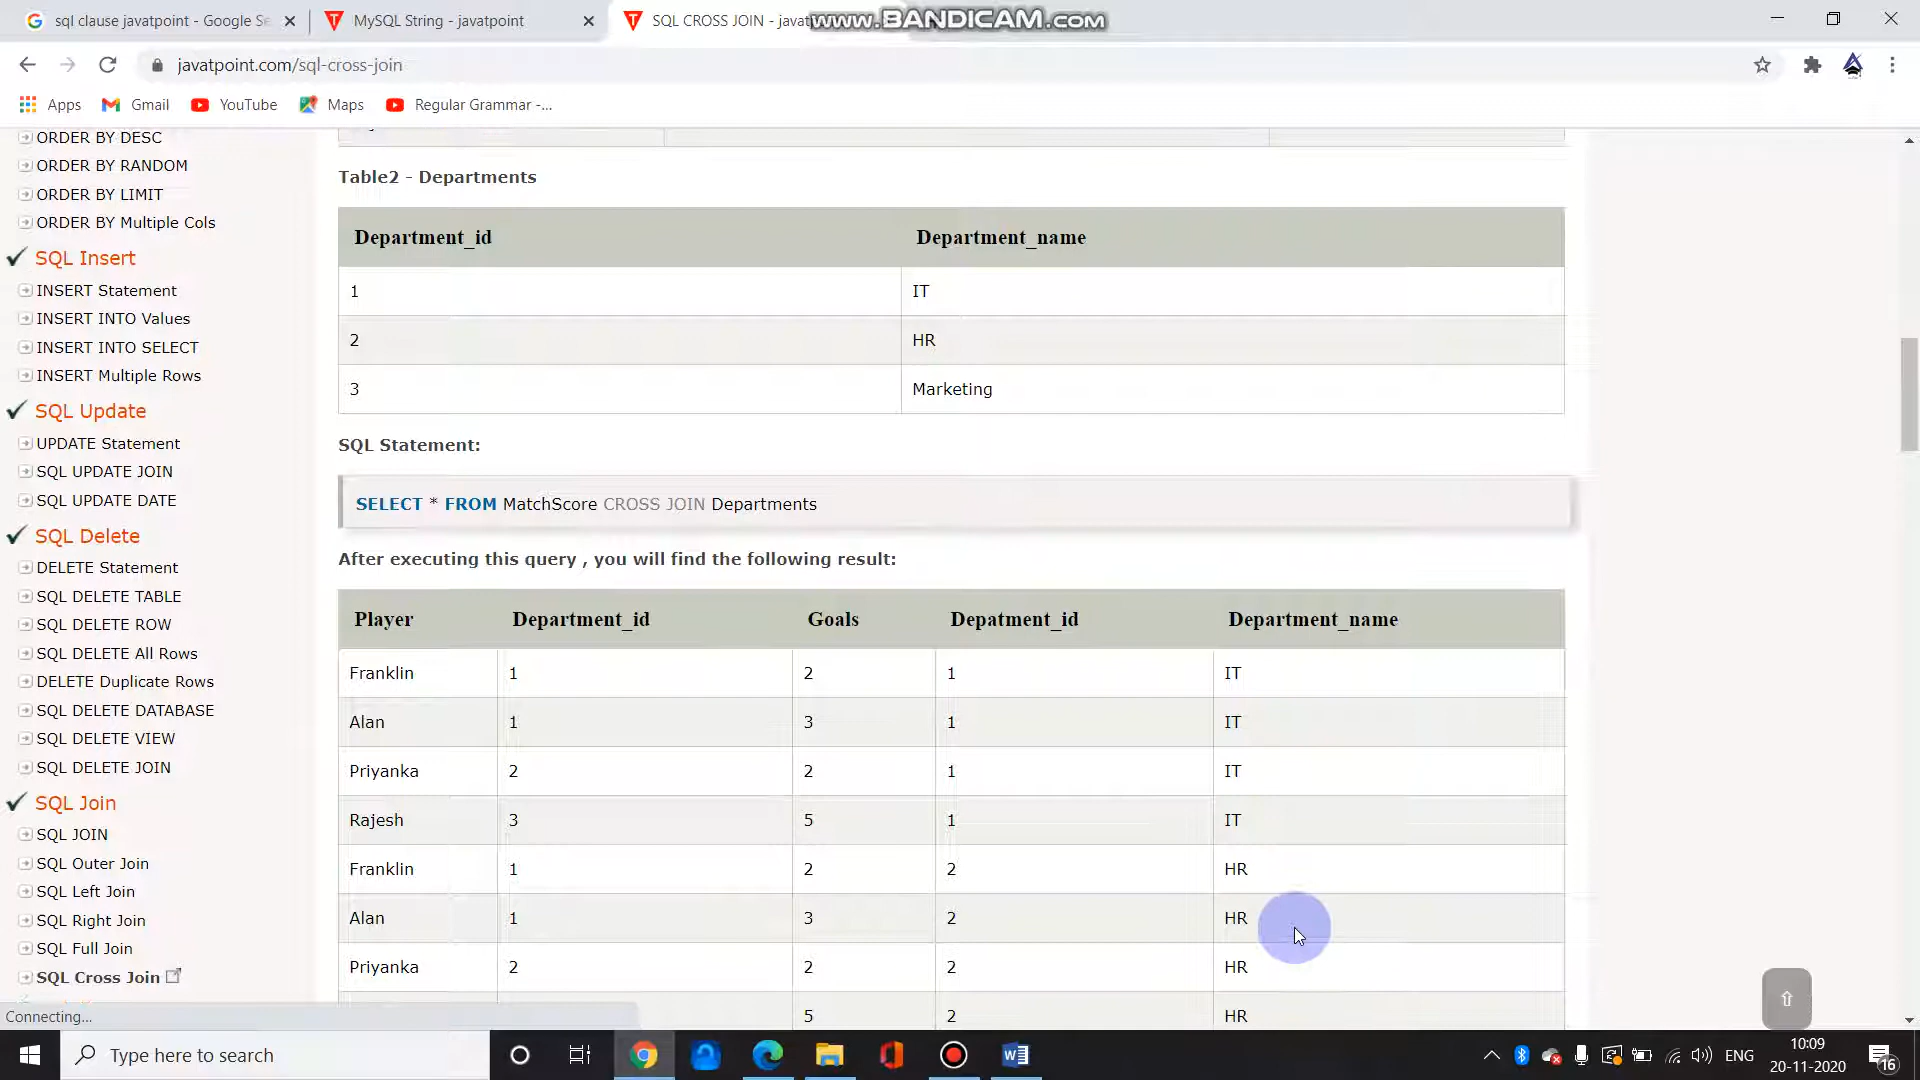 sql clause javatpoint - Google Se
MySQL String - javatpoint
SQL CROSS JOIN - javat
www.BANDICAM.com
javatpoint.com/sql-cross-join
Apps
Gmail
YouTube
Maps
Regular Grammar -...
ORDER BY DESC
ORDER BY RANDOM
ORDER BY LIMIT
ORDER BY Multiple Cols
SQL Insert
INSERT Statement
INSERT INTO Values
INSERT INTO SELECT
INSERT Multiple Rows
SQL Update
UPDATE Statement
SQL UPDATE JOIN
SQL UPDATE DATE
SQL Delete
DELETE Statement
SQL DELETE TABLE
SQL DELETE ROW
SQL DELETE All Rows
DELETE Duplicate Rows
SQL DELETE DATABASE
SQL DELETE VIEW
SQL DELETE JOIN
SQL Join
SQL JOIN
SQL Outer Join
SQL Left Join
SQL Right Join
SQL Full Join
SQL Cross Join
Table2 - Departments
Department_id Department_name
1 IT
2 HR
3 Marketing
SQL Statement:
SELECT * FROM MatchScore CROSS JOIN Departments
After executing this query , you will find the following result:
Player Department_id Goals Depatment_id Department_name
Franklin 1 2 1 IT
Alan 1 3 1 IT
Priyanka 2 2 1 IT
Rajesh 3 5 1 IT
Franklin 1 2 2 HR
Alan 1 3 2 HR
Priyanka 2 2 2 HR
5 2 HR
Connecting...
Type here to search
ENG
10:09
20-11-2020
16